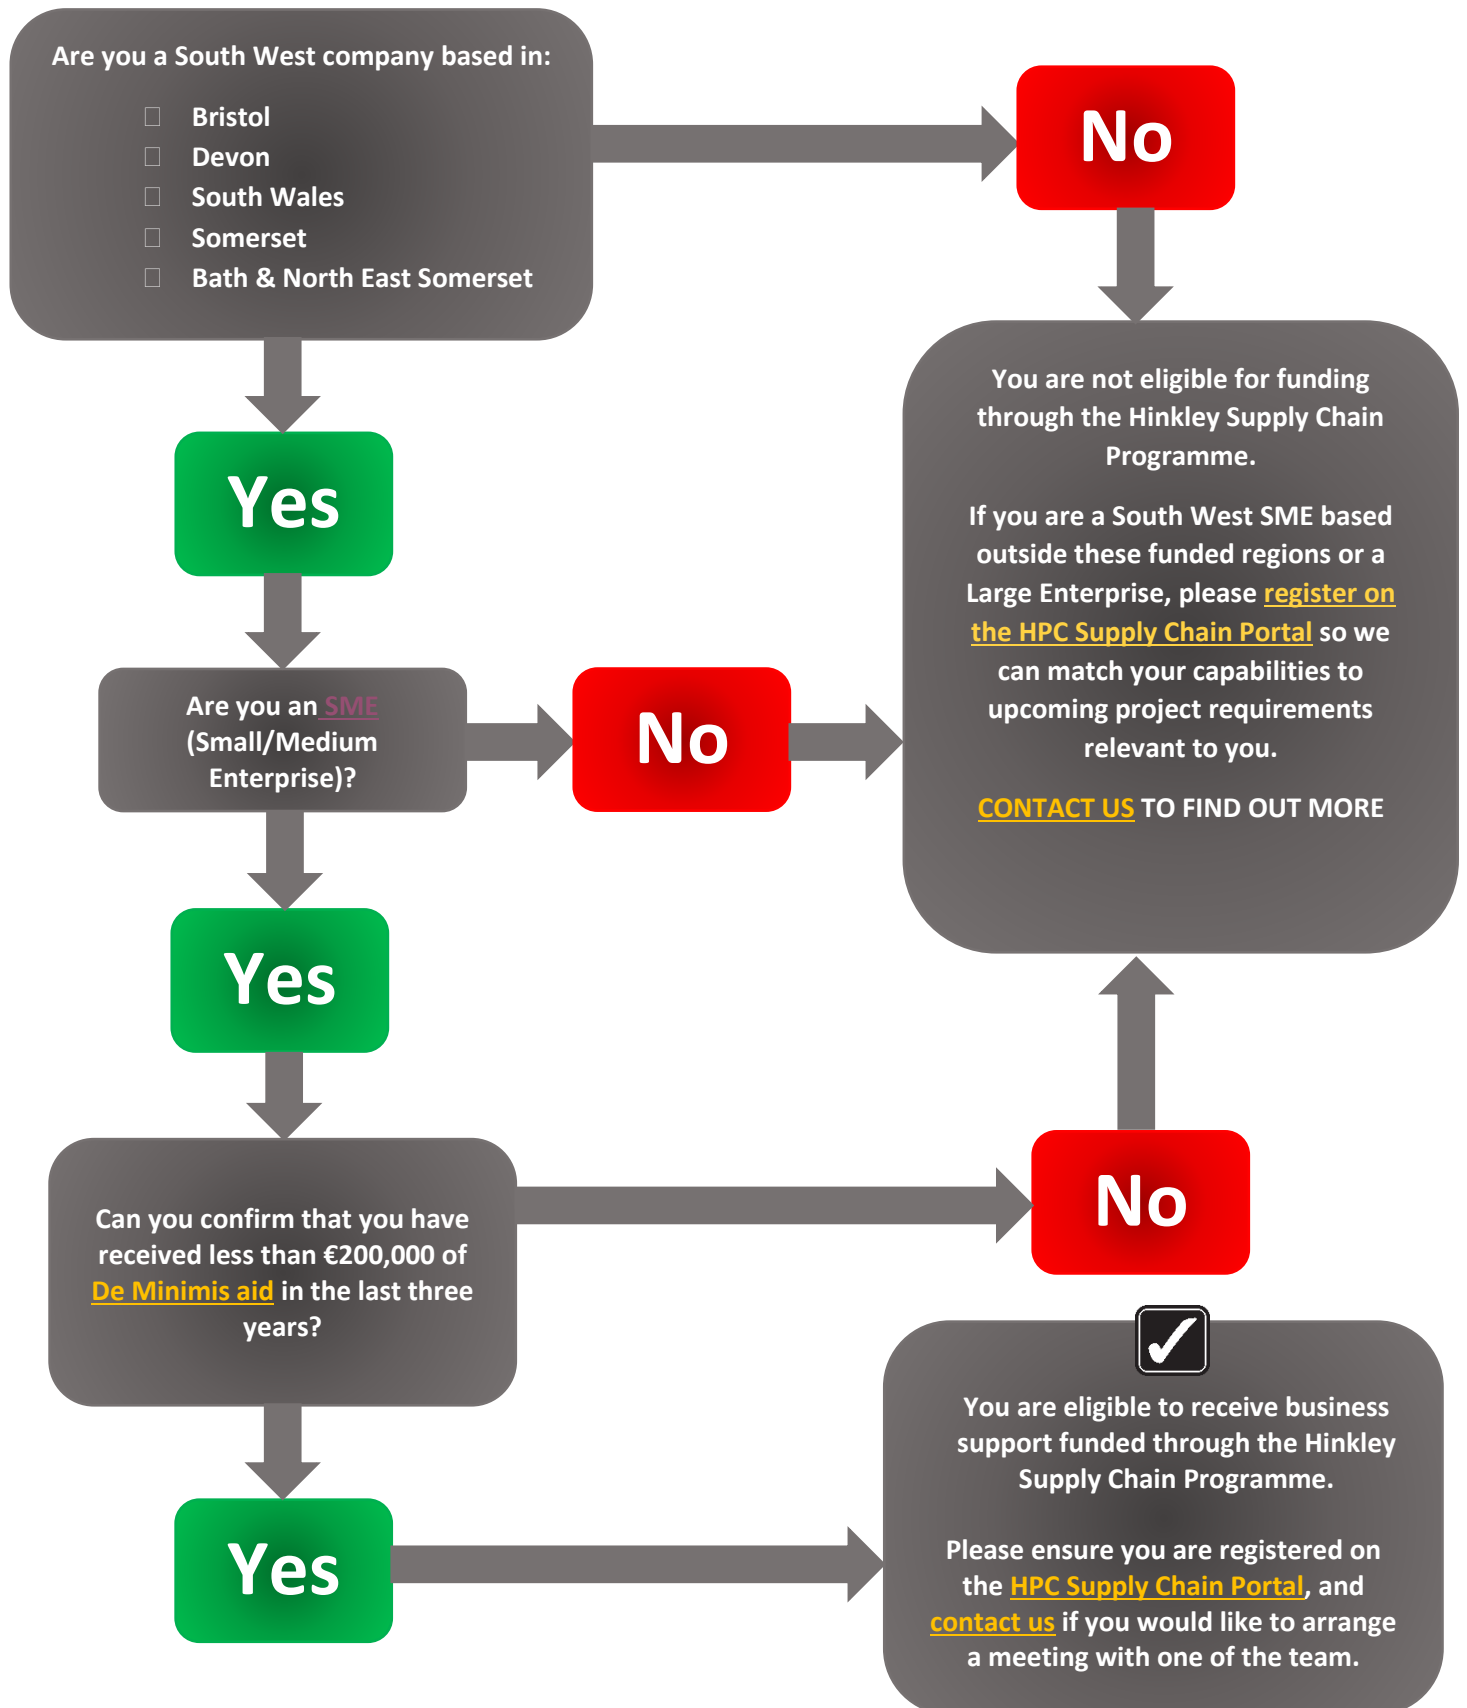 Are you a South West company based in:
Bristol
Devon
South Wales
Somerset
Bath & North East Somerset
No
Yes
You are not eligible for funding
through the Hinkley Supply Chain
Programme.
If you are a South West SME based
outside these funded regions or a
Large Enterprise, please register on
the HPC Supply Chain Portal so we
can match your capabilities to
upcoming project requirements
relevant to you.
CONTACT US TO FIND OUT MORE
Are you an SME
(Small/Medium
Enterprise)?
No
Yes
Can you confirm that you have
received less than €200,000 of
De Minimis aid in the last three
years?
No
Yes
You are eligible to receive business
support funded through the Hinkley
Supply Chain Programme.
Please ensure you are registered on
the HPC Supply Chain Portal, and
contact us if you would like to arrange
a meeting with one of the team.